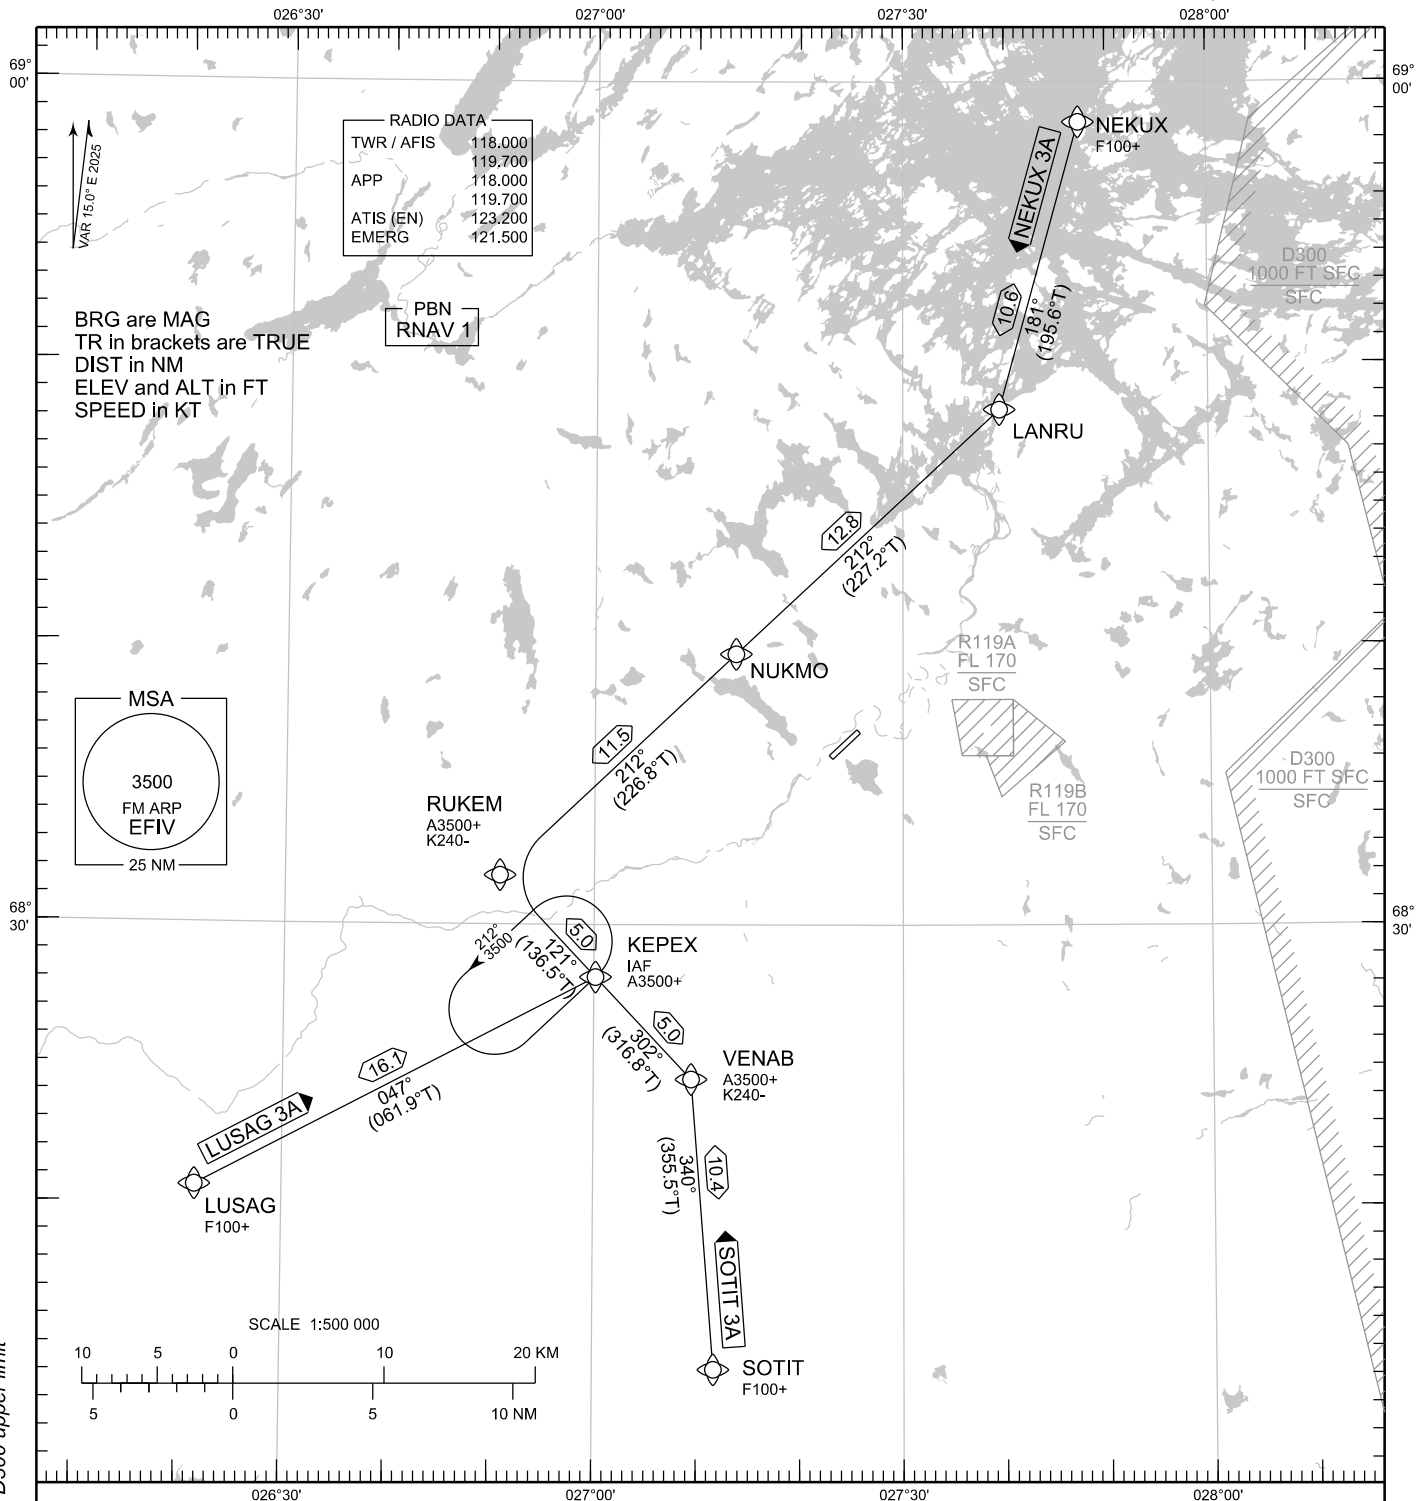 026°30'
027°00'
027°30'
028°00'
69°
00'
69°
00'
VAR 15.0° E 2025
RADIO DATA
TWR / AFIS 118.000
119.700
APP 118.000
119.700
ATIS (EN) 123.200
EMERG 121.500
PBN
RNAV 1
BRG are MAG
TR in brackets are TRUE
DIST in NM
ELEV and ALT in FT
SPEED in KT
NEKUX
F100+
NEKUX 3A
10.6
181°
(195.6°T)
D300
1000 FT SFC
SFC
LANRU
12.8
212°
(227.2°T)
NUKMO
R119A
FL 170
SFC
11.5
212°
(226.8°T)
MSA
3500
FM ARP
EFIV
25 NM
RUKEM
A3500+
K240-
R119B
FL 170
SFC
D300
1000 FT SFC
SFC
68°
30'
68°
30'
212°
3500
5.0
121°
(136.5°T)
KEPEX
IAF
A3500+
5.0
302°
(316.8°T)
VENAB
A3500+
K240-
16.1
047°
(061.9°T)
LUSAG 3A
LUSAG
F100+
10.4
340°
(355.5°T)
SOTIT 3A
SOTIT
F100+
SCALE 1:500 000
10 5 0 10 20 KM
5 0 5 10 NM
D300 upper limit
026°30'
027°00'
027°30'
028°00'